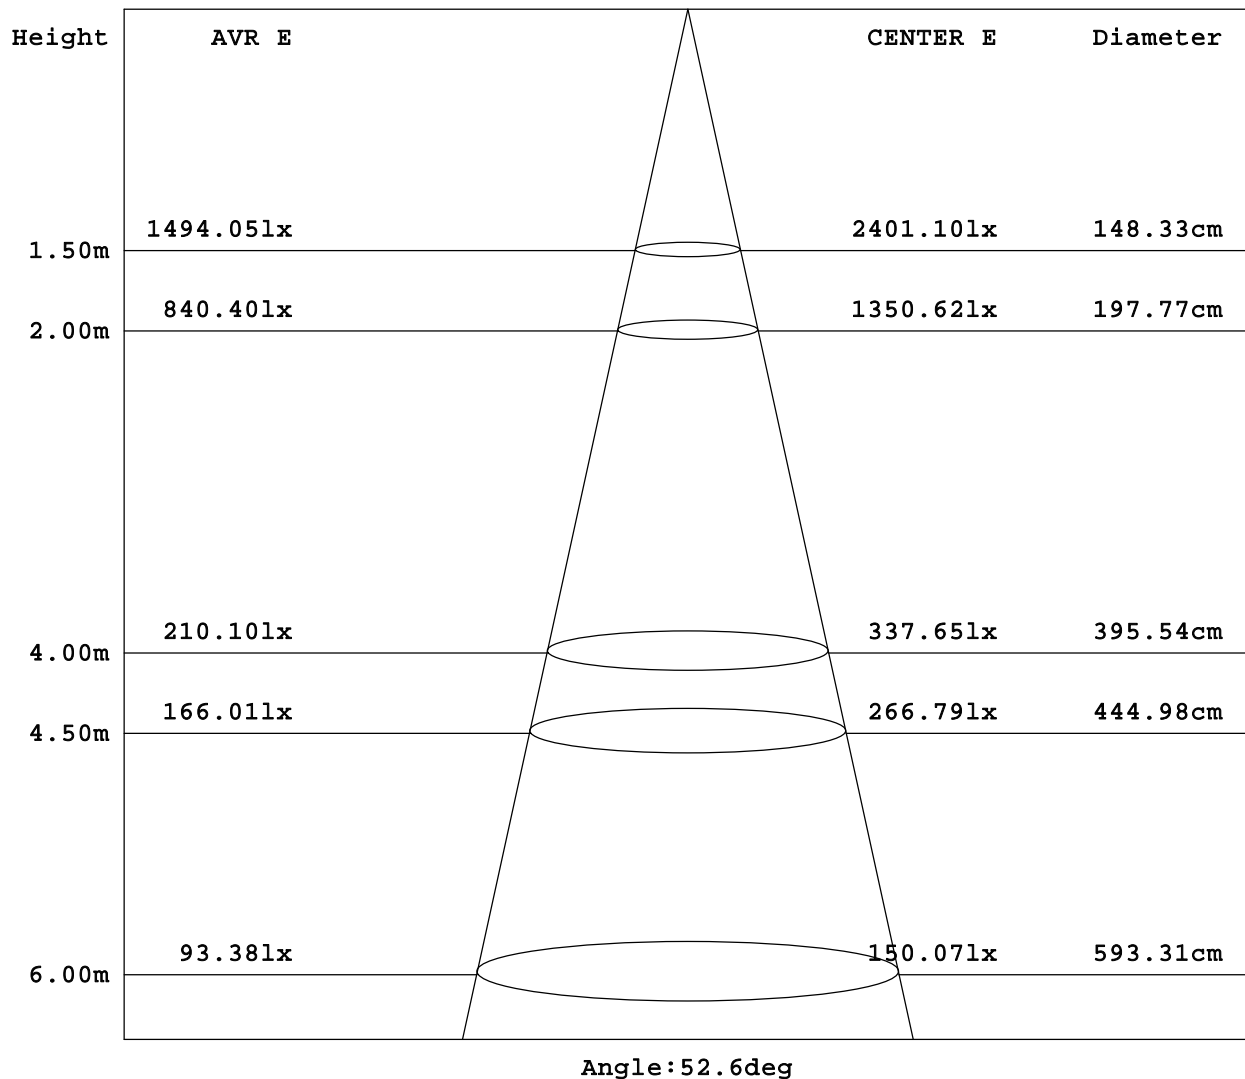 Height AVR E CENTER E Diameter
1494.05lx 2401.10lx 148.33cm
1.50m
840.40lx 1350.62lx 197.77cm
2.00m
210.10lx 337.65lx 395.54cm
4.00m
166.01lx 266.79lx 444.98cm
4.50m
93.38lx 150.07lx 593.31cm
6.00m
Angle:52.6deg